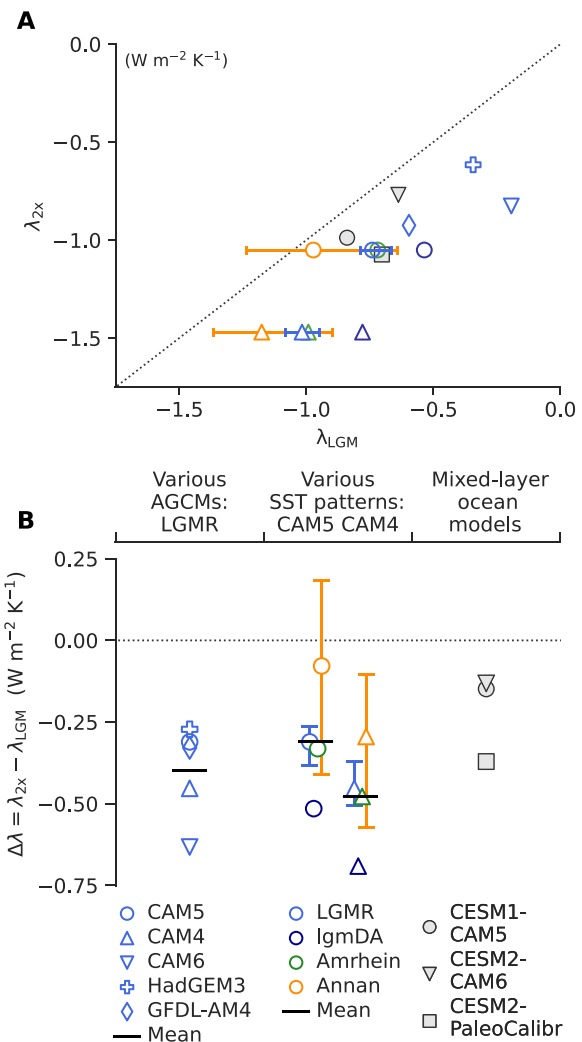 A
(W m⁻² K⁻¹)
0.0
−0.5
−1.0
−1.5
λ2x
−1.5
−1.0
−0.5
0.0
λLGM
Various AGCMs: LGMR
Various SST patterns: CAM5 CAM4
Mixed-layer ocean models
B
0.25
0.00
−0.25
−0.50
−0.75
Δλ = λ2x − λLGM (W m⁻² K⁻¹)
CAM5
CAM4
CAM6
HadGEM3
GFDL-AM4
Mean
LGMR
lgmDA
Amrhein
Annan
Mean
CESM1-
CAM5
CESM2-
CAM6
CESM2-
PaleoCalibr